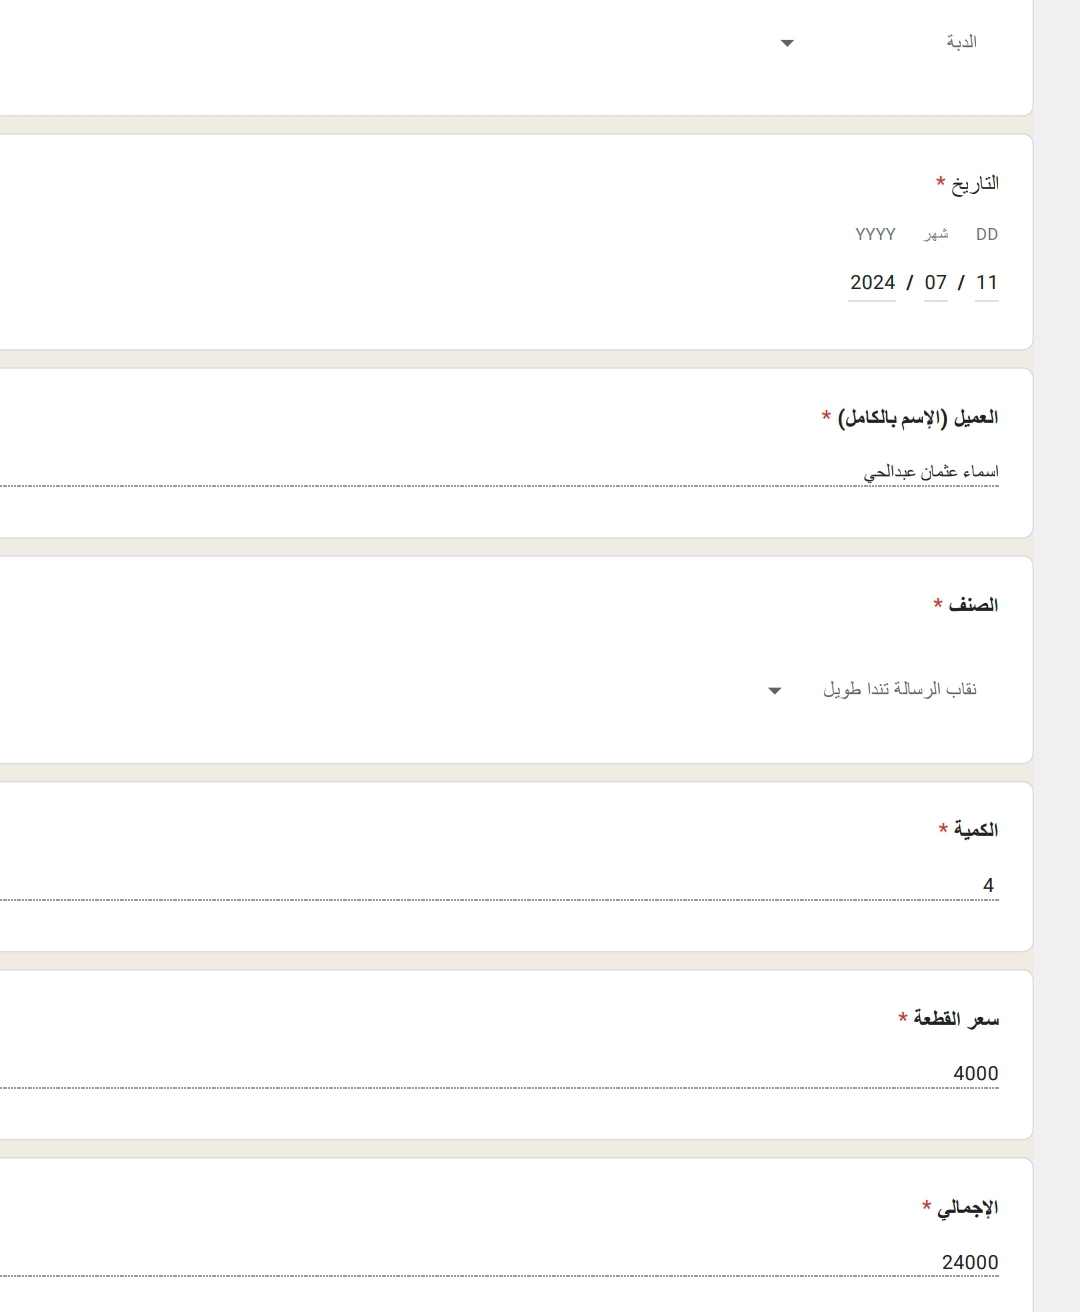 الدبة
التاريخ *
DD شهر YYYY
11 / 07 / 2024
العميل (الإسم بالكامل) *
اسماء عثمان عبدالحي
الصنف *
نقاب الرسالة تندا طويل
الكمية *
4
سعر القطعة *
4000
الإجمالي *
24000